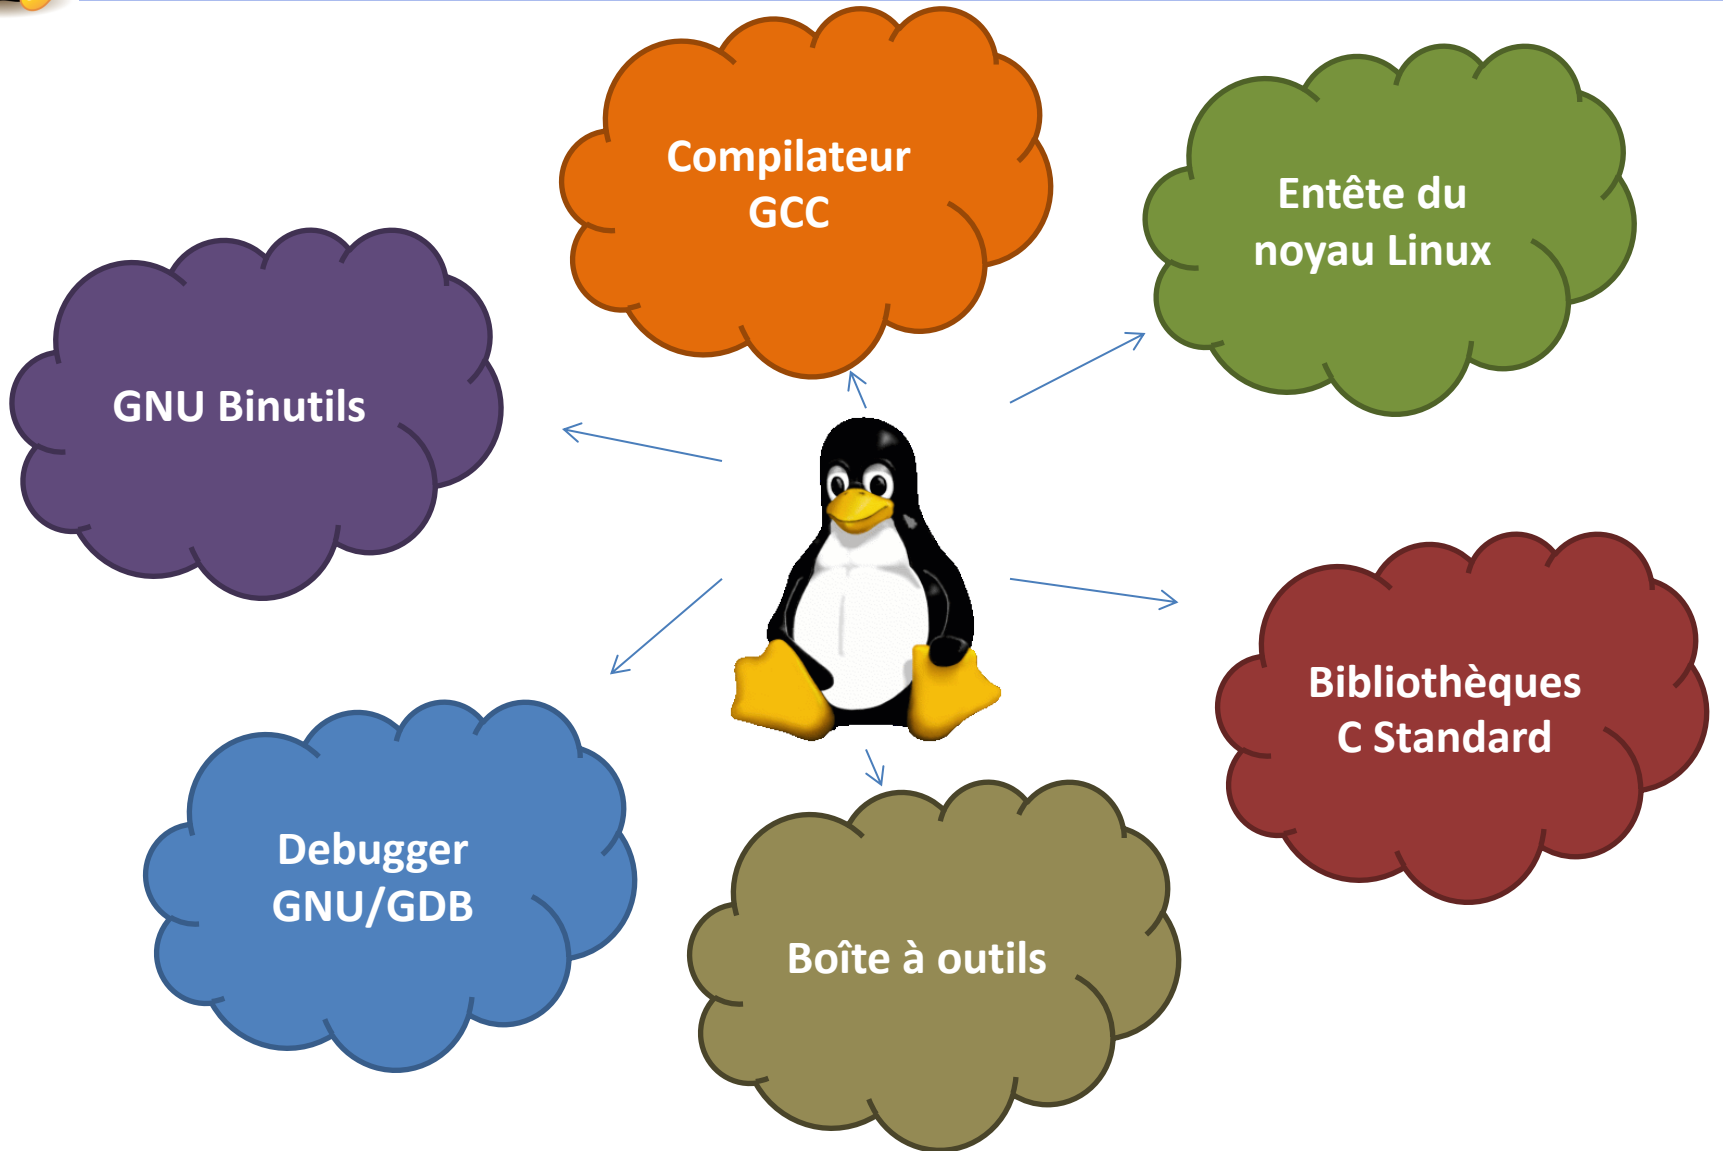 Compilateur
GCC
Entête du
noyau Linux
GNU Binutils
Bibliothèques
C Standard
Debugger
GNU/GDB
Boîte à outils